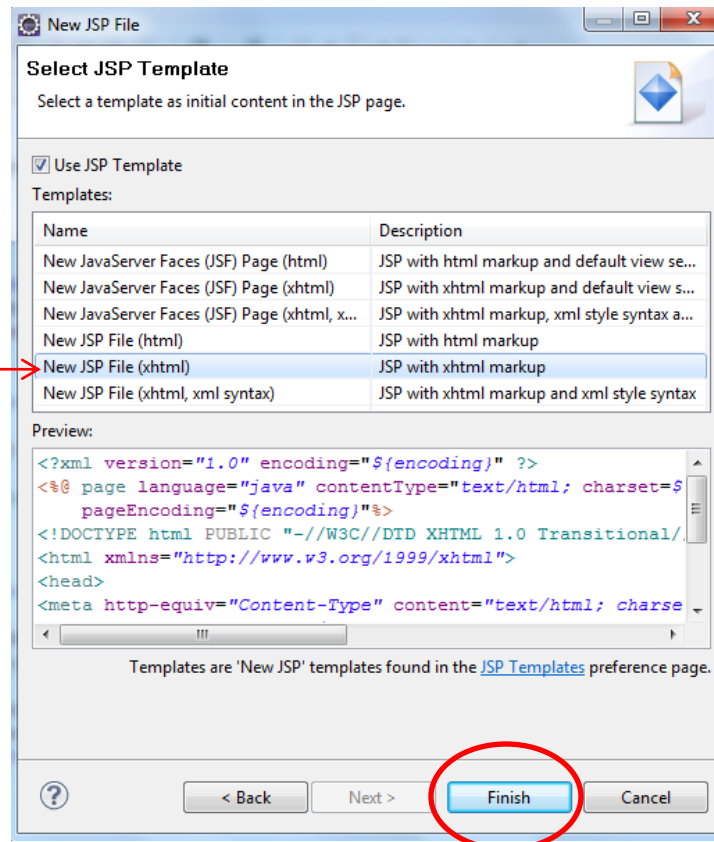 New JSP File
Select JSP Template
Select a template as initial content in the JSP page.
Use JSP Template
Templates:
Name Description
New JavaServer Faces (JSF) Page (html) JSP with html markup and default view se...
New JavaServer Faces (JSF) Page (xhtml) JSP with xhtml markup and default view s...
New JavaServer Faces (JSF) Page (xhtml, x... JSP with xhtml markup, xml style syntax a...
New JSP File (html) JSP with html markup
New JSP File (xhtml) JSP with xhtml markup
New JSP File (xhtml, xml syntax) JSP with xhtml markup and xml style syntax
Preview:
<?xml version="1.0" encoding="${encoding}" ?>
<%@ page language="java" contentType="text/html; charset=$
pageEncoding="${encoding}"%>
<!DOCTYPE html PUBLIC "-//W3C//DTD XHTML 1.0 Transitional/
<html xmlns="http://www.w3.org/1999/xhtml">
<head>
<meta http-equiv="Content-Type" content="text/html; charse
Templates are 'New JSP' templates found in the JSP Templates preference page.
? < Back Next > Finish Cancel